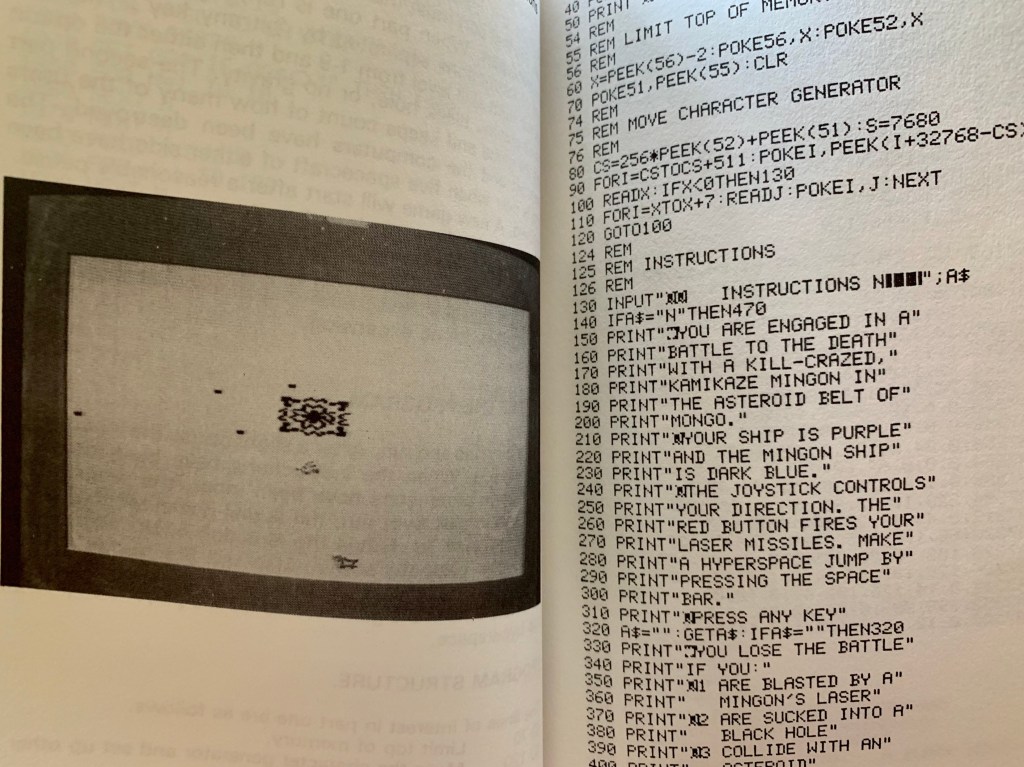 40
50 PRINT
54 REM
55 REM LIMIT TOP OF
56 REM
60 X=PEEK(56)-2:POKE56,X:POKE52,X
70 POKE51,PEEK(55):CLR
74 REM
75 REM MOVE CHARACTER GENERATOR
76 REM
80 CS=256*PEEK(52)+PEEK(51):S=7680
90 FORI=CSTOCS+511:POKEI,PEEK(I+32768-CS)
100 READX:IFX<0THEN130
110 FORI=XTOX+7:READJ:POKEI,J:NEXT
120 GOTO100
124 REM
125 REM INSTRUCTIONS
126 REM
130 INPUT" INSTRUCTIONS N";A$
140 IFA$="N"THEN470
150 PRINT"YOU ARE ENGAGED IN A"
160 PRINT"BATTLE TO THE DEATH"
170 PRINT"WITH A KILL-CRAZED,"
180 PRINT"KAMIKAZE MINGON IN"
190 PRINT"THE ASTEROID BELT OF"
200 PRINT"MONGO."
210 PRINT"YOUR SHIP IS PURPLE"
220 PRINT"AND THE MINGON SHIP"
230 PRINT"IS DARK BLUE."
240 PRINT"THE JOYSTICK CONTROLS"
250 PRINT"YOUR DIRECTION. THE"
260 PRINT"RED BUTTON FIRES YOUR"
270 PRINT"LASER MISSILES. MAKE"
280 PRINT"A HYPERSPACE JUMP BY"
290 PRINT"PRESSING THE SPACE"
300 PRINT"BAR."
310 PRINT"PRESS ANY KEY"
320 A$="":GETA$:IFA$=""THEN320
330 PRINT"YOU LOSE THE BATTLE"
340 PRINT"IF YOU:"
350 PRINT"1 ARE BLASTED BY A"
360 PRINT"  MINGON'S LASER"
370 PRINT"2 ARE SUCKED INTO A"
380 PRINT"  BLACK HOLE"
390 PRINT"3 COLLIDE WITH AN"
400 PRINT"  ASTEROID"